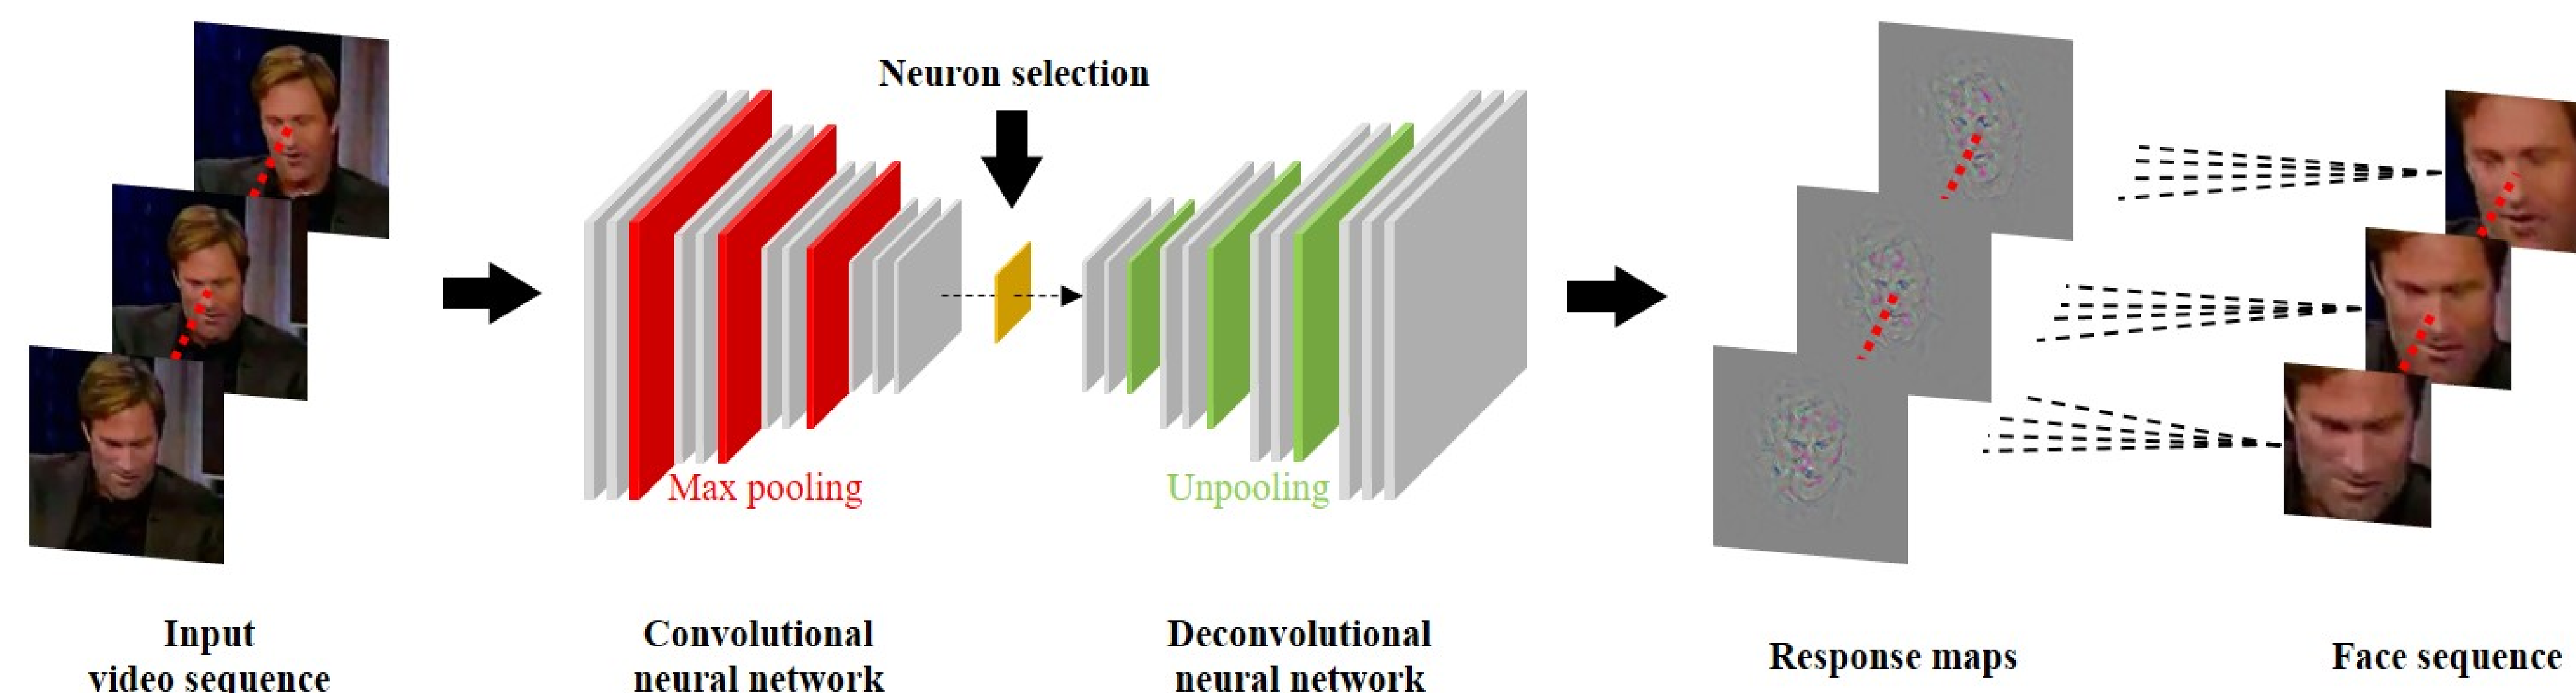 Neuron selection
Max pooling
Unpooling
Input
video sequence
Convolutional
neural network
Deconvolutional
neural network
Response maps
Face sequence